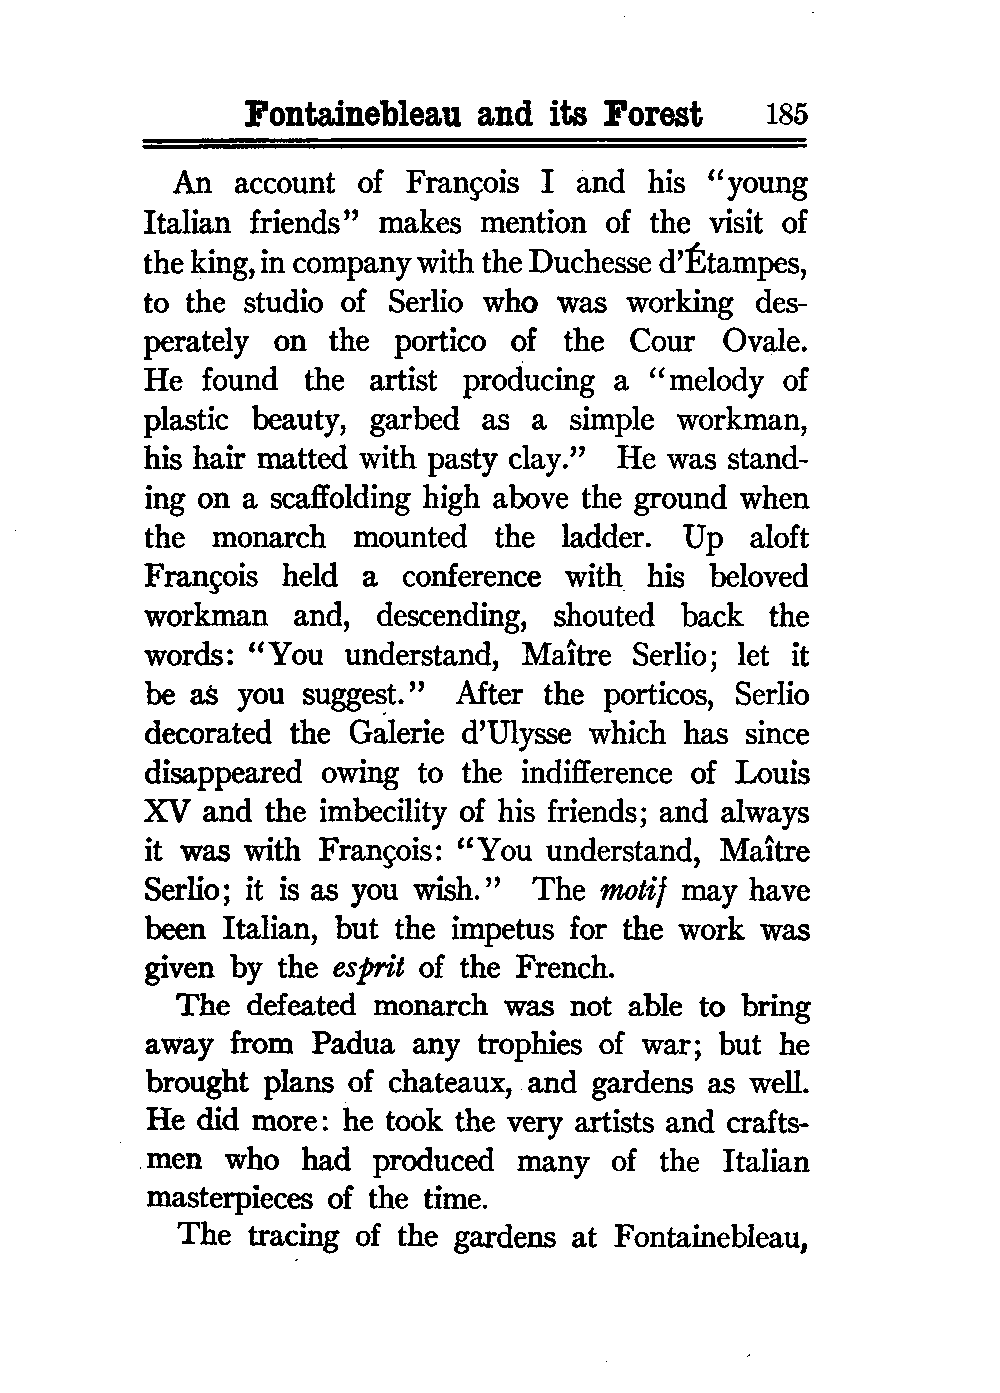 Fontainebleau and its Forest 185
An account of François I and his “young
Italian friends” makes mention of the visit of
the king, in company with the Duchesse d’Étampes,
to the studio of Serlio who was working des-
perately on the portico of the Cour Ovale.
He found the artist producing a “melody of
plastic beauty, garbed as a simple workman,
his hair matted with pasty clay.” He was stand-
ing on a scaffolding high above the ground when
the monarch mounted the ladder. Up aloft
François held a conference with his beloved
workman and, descending, shouted back the
words: “You understand, Maître Serlio; let it
be as you suggest.” After the porticos, Serlio
decorated the Galerie d’Ulysse which has since
disappeared owing to the indifference of Louis
XV and the imbecility of his friends; and always
it was with François: “You understand, Maître
Serlio; it is as you wish.” The motif may have
been Italian, but the impetus for the work was
given by the esprit of the French.
The defeated monarch was not able to bring
away from Padua any trophies of war; but he
brought plans of chateaux, and gardens as well.
He did more: he took the very artists and crafts-
men who had produced many of the Italian
masterpieces of the time.
The tracing of the gardens at Fontainebleau,